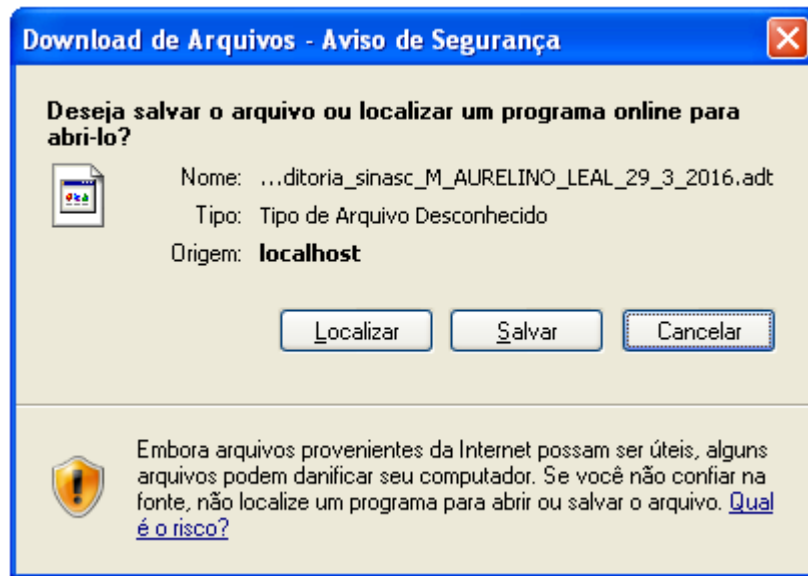 Download de Arquivos - Aviso de Segurança
Deseja salvar o arquivo ou localizar um programa online para
abri-lo?
Nome: ...ditoria_sinasc_M_AURELINO_LEAL_29_3_2016.adt
Tipo: Tipo de Arquivo Desconhecido
Origem: localhost
Localizar Salvar Cancelar
Embora arquivos provenientes da Internet possam ser úteis, alguns
arquivos podem danificar seu computador. Se você não confiar na
fonte, não localize um programa para abrir ou salvar o arquivo. Qual
é o risco?